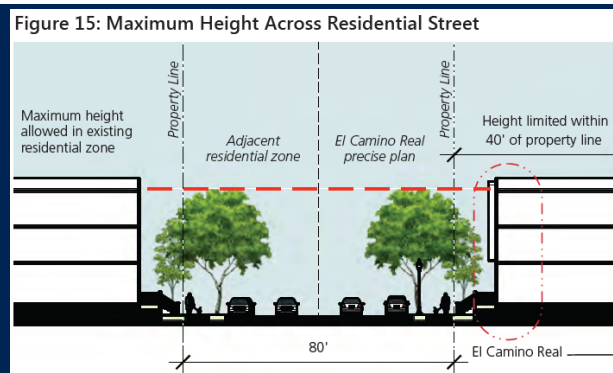 Figure 15: Maximum Height Across Residential Street
Property Line
Property Line
Maximum height
allowed in existing
residential zone
Adjacent
residential zone
El Camino Real
precise plan
Height limited within
40' of property line
80'
El Camino Real